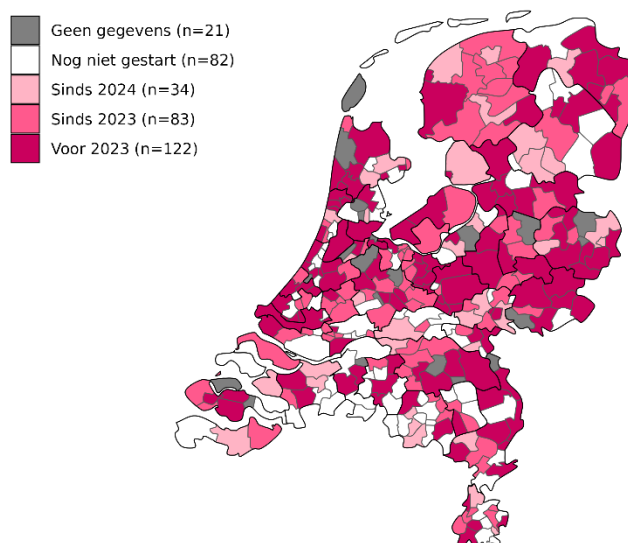 Geen gegevens (n=21)
Nog niet gestart (n=82)
Sinds 2024 (n=34)
Sinds 2023 (n=83)
Voor 2023 (n=122)